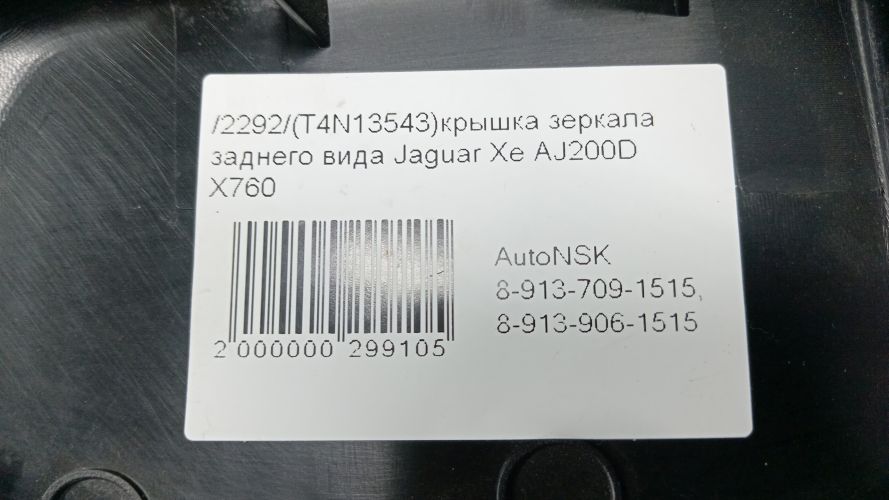 /2292/(T4N13543)крышка зеркала
заднего вида Jaguar Xe AJ200D
X760
AutoNSK
8-913-709-1515,
8-913-906-1515
2 000000 299105